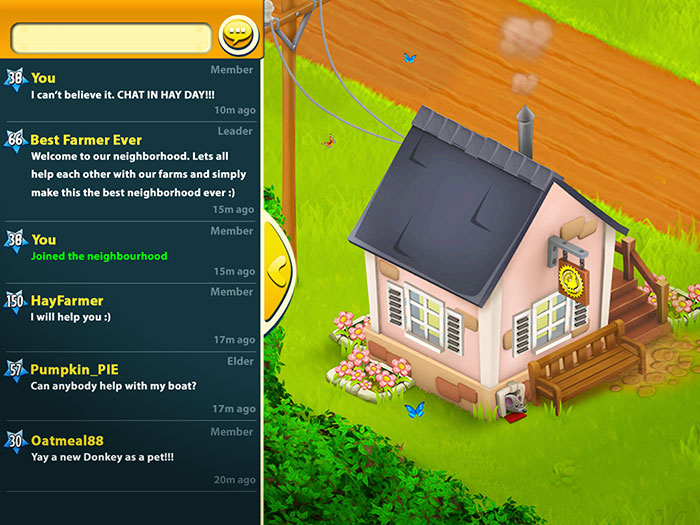 Member
38 You
I can't believe it. CHAT IN HAY DAY!!!
10m ago
Leader
66 Best Farmer Ever
Welcome to our neighborhood. Lets all
help each other with our farms and simply
make this the best neighborhood ever :)
15m ago
Member
38 You
Joined the neighbourhood
15m ago
Member
150 HayFarmer
I will help you :)
17m ago
Elder
57 Pumpkin_PIE
Can anybody help with my boat?
17m ago
Member
30 Oatmeal88
Yay a new Donkey as a pet!!!
20m ago